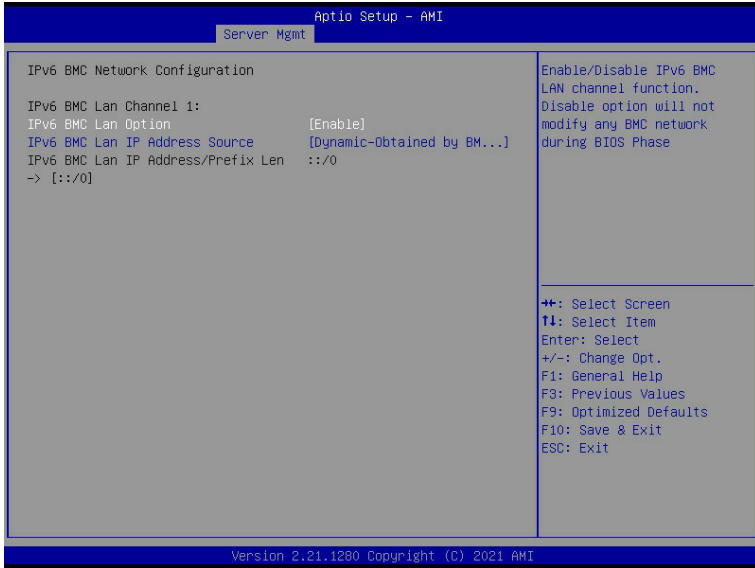 Aptio Setup - AMI
Server Mgmt
IPv6 BMC Network Configuration
IPv6 BMC Lan Channel 1:
IPv6 BMC Lan Option [Enable]
IPv6 BMC Lan IP Address Source [Dynamic-Obtained by BM...]
IPv6 BMC Lan IP Address/Prefix Len ::/0
-> [::/0]
Enable/Disable IPv6 BMC
LAN channel function.
Disable option will not
modify any BMC network
during BIOS Phase
→←: Select Screen
↑↓: Select Item
Enter: Select
+/-: Change Opt.
F1: General Help
F3: Previous Values
F9: Optimized Defaults
F10: Save & Exit
ESC: Exit
Version 2.21.1280 Copyright (C) 2021 AMI